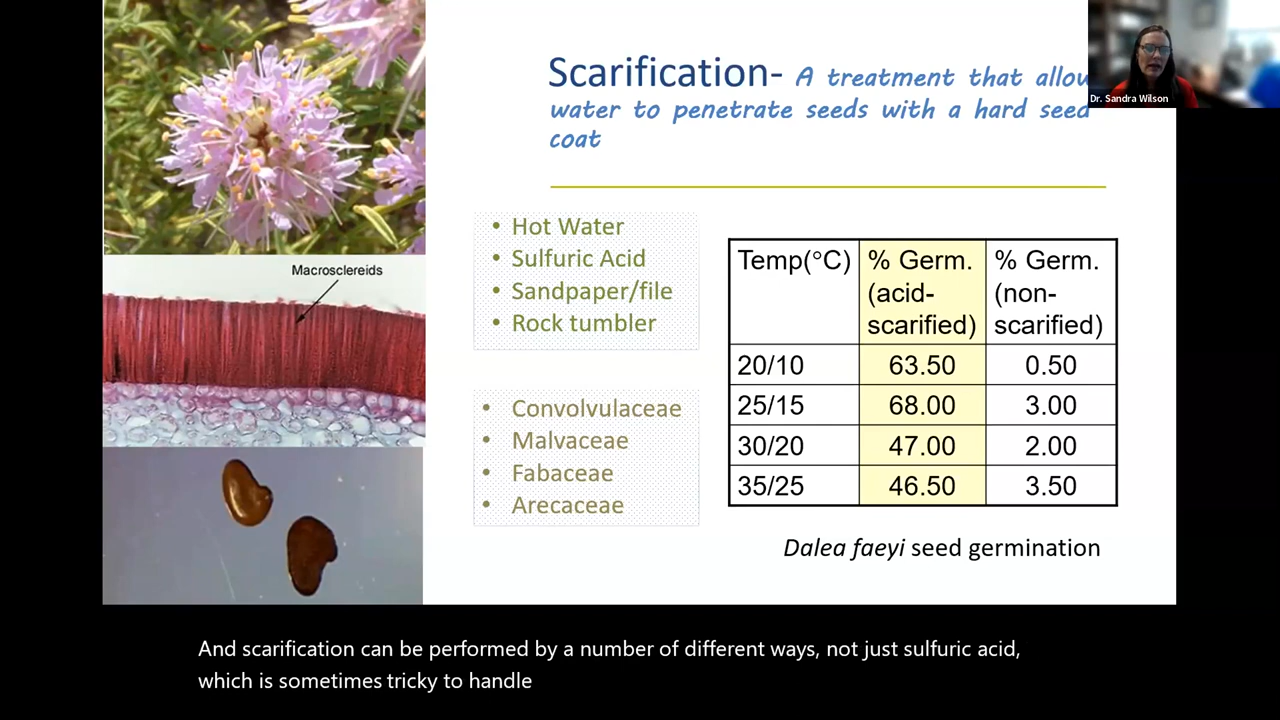 Scarification- A treatment that allow
water to penetrate seeds with a hard seed
coat
Dr. Sandra Wilson
Macrosclereids
• Hot Water
• Sulfuric Acid
• Sandpaper/file
• Rock tumbler
• Convolvulaceae
• Malvaceae
• Fabaceae
• Arecaceae
Temp(°C) % Germ. (acid-scarified) % Germ. (non-scarified)
20/10 63.50 0.50
25/15 68.00 3.00
30/20 47.00 2.00
35/25 46.50 3.50
Dalea faeyi seed germination
And scarification can be performed by a number of different ways, not just sulfuric acid,
which is sometimes tricky to handle